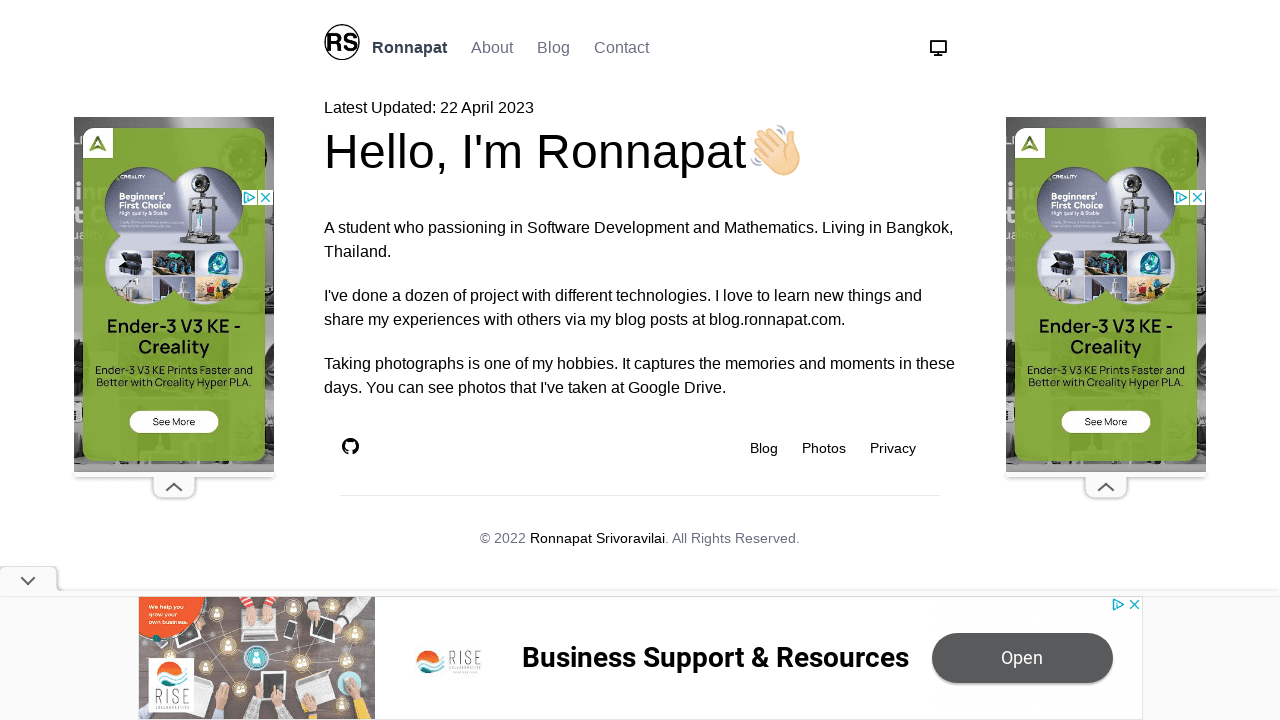 RS
Ronnapat About Blog Contact
Latest Updated: 22 April 2023
Hello, I'm Ronnapat👋🏻
A student who passioning in Software Development and Mathematics. Living in Bangkok,
Thailand.
I've done a dozen of project with different technologies. I love to learn new things and
share my experiences with others via my blog posts at blog.ronnapat.com.
Taking photographs is one of my hobbies. It captures the memories and moments in these
days. You can see photos that I've taken at Google Drive.
Blog Photos Privacy
© 2022 Ronnapat Srivoravilai. All Rights Reserved.
CREALITY
Beginners'
First Choice
High quality & Stable
Ender-3 V3 KE -
Creality
Ender-3 V3 KE Prints Faster and
Better with Creality Hyper PLA.
See More
CREALITY
Beginners'
First Choice
High quality & Stable
Ender-3 V3 KE -
Creality
Ender-3 V3 KE Prints Faster and
Better with Creality Hyper PLA.
See More
We help you
grow your
own business.
RISE
COLLABORATIVE
RISE
COLLABORATIVE
Business Support & Resources
Open